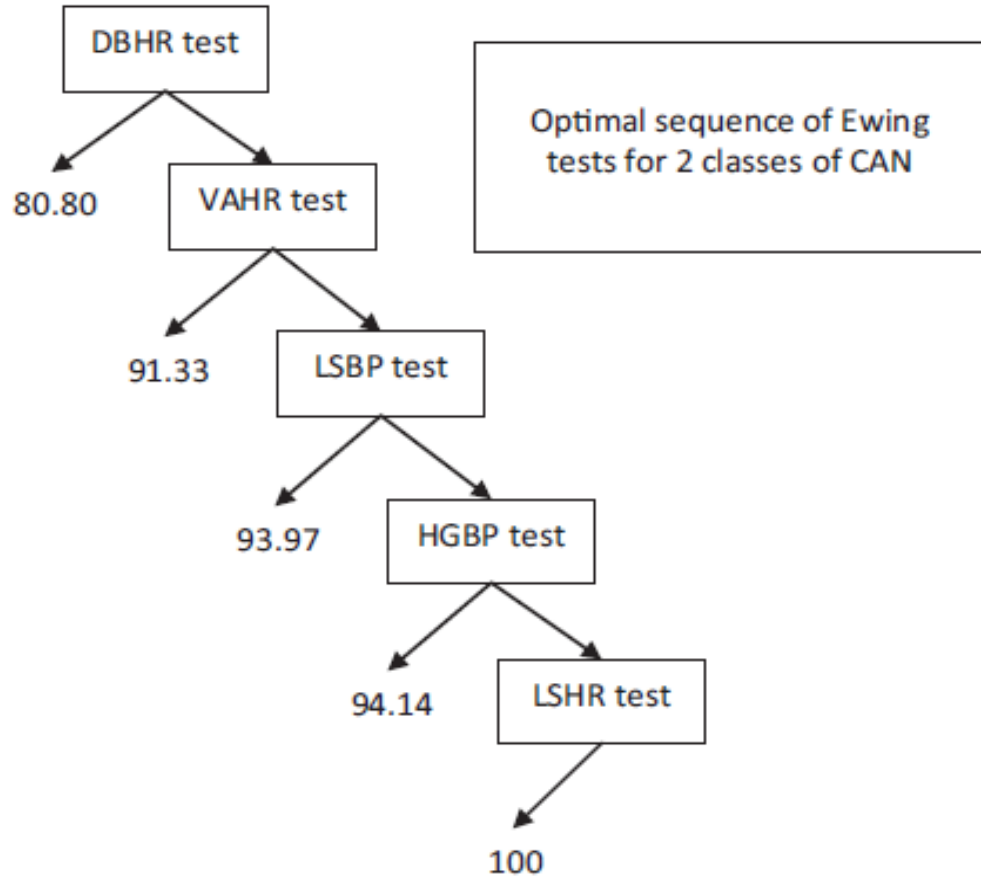 DBHR test
Optimal sequence of Ewing
tests for 2 classes of CAN
80.80
VAHR test
91.33
LSBP test
93.97
HGBP test
94.14
LSHR test
100